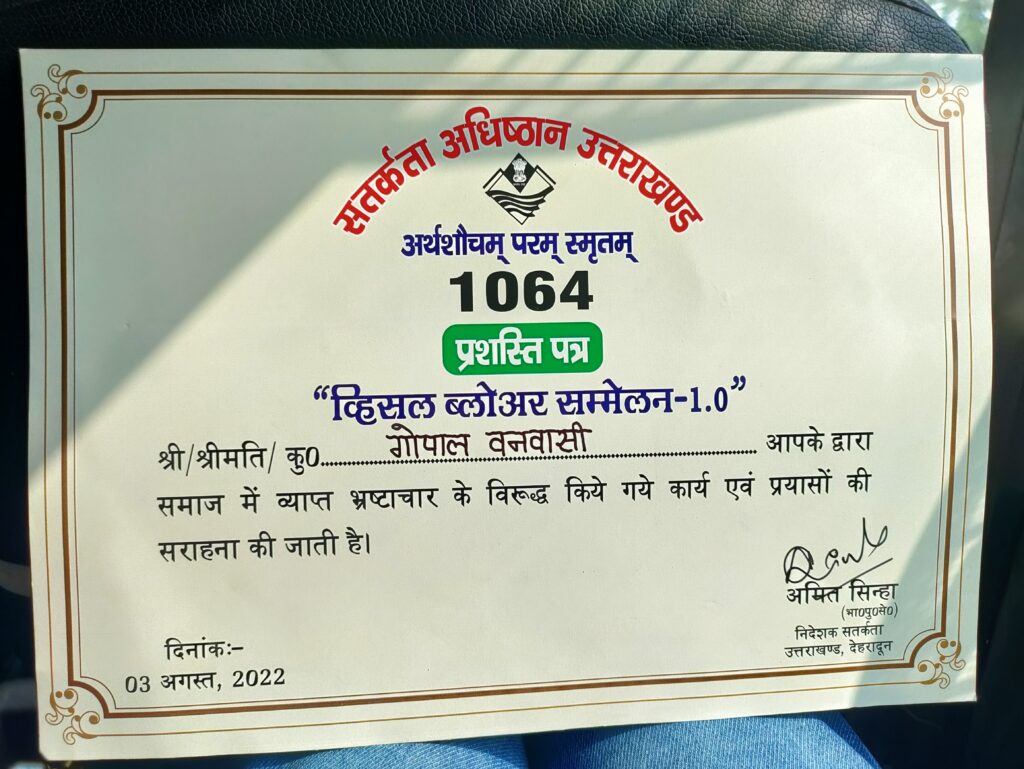 सतर्कता अधिष्ठान उत्तराखण्ड
अर्थशौचम् परम् स्मृतम्
1064
प्रशस्ति पत्र
“व्हिसल ब्लोअर सम्मेलन-1.0”
श्री/श्रीमति/ कु0....गोपाल वनवासी.... आपके द्वारा
समाज में व्याप्त भ्रष्टाचार के विरूद्ध किये गये कार्य एवं प्रयासों की
सराहना की जाती है।
अमित सिन्हा
(भा0पु0से0)
निदेशक सतर्कता
उत्तराखण्ड, देहरादून
दिनांकः-
03 अगस्त, 2022